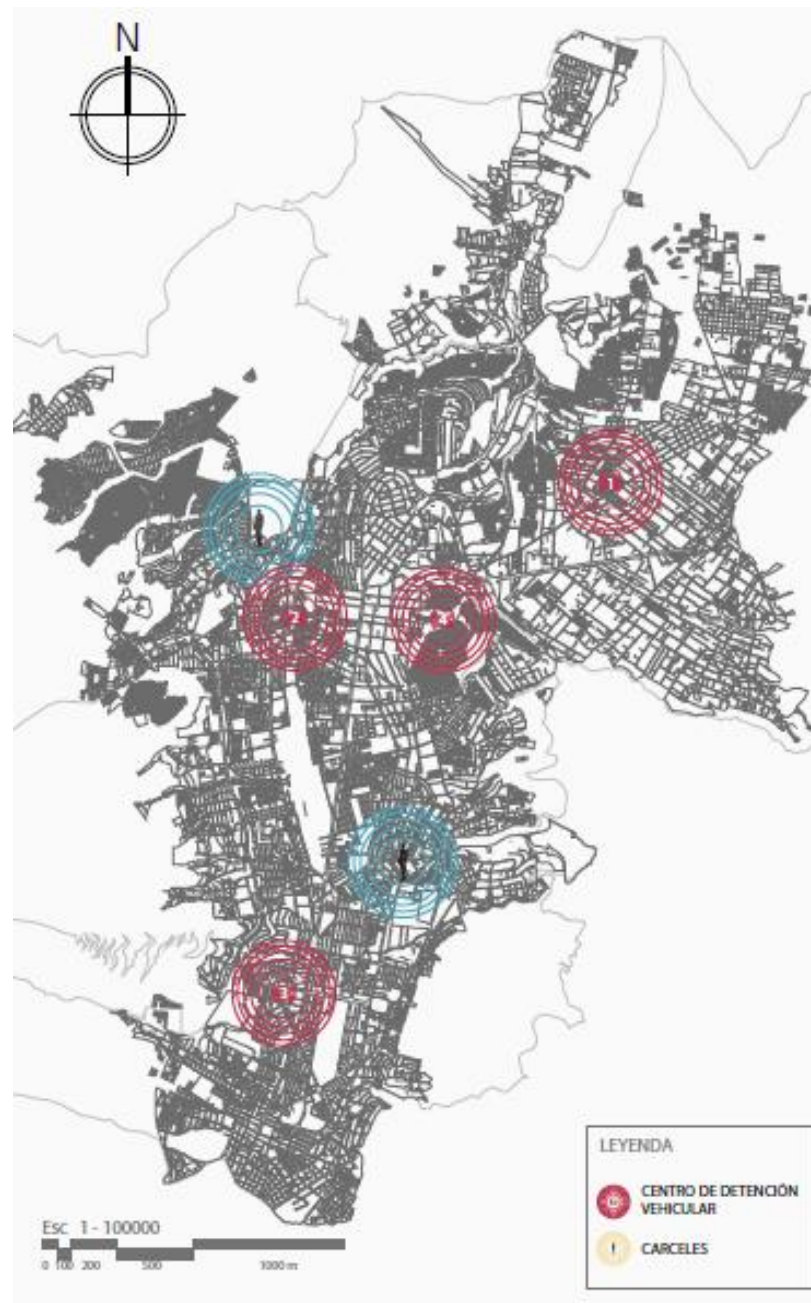 N
LEYENDA
CENTRO DE DETENCIÓN
VEHICULAR
CARCELES
Esc 1 - 100000
0 100 200 500 1000 m